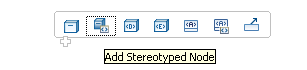 <D> <E> <A> <A>
Add Stereotyped Node